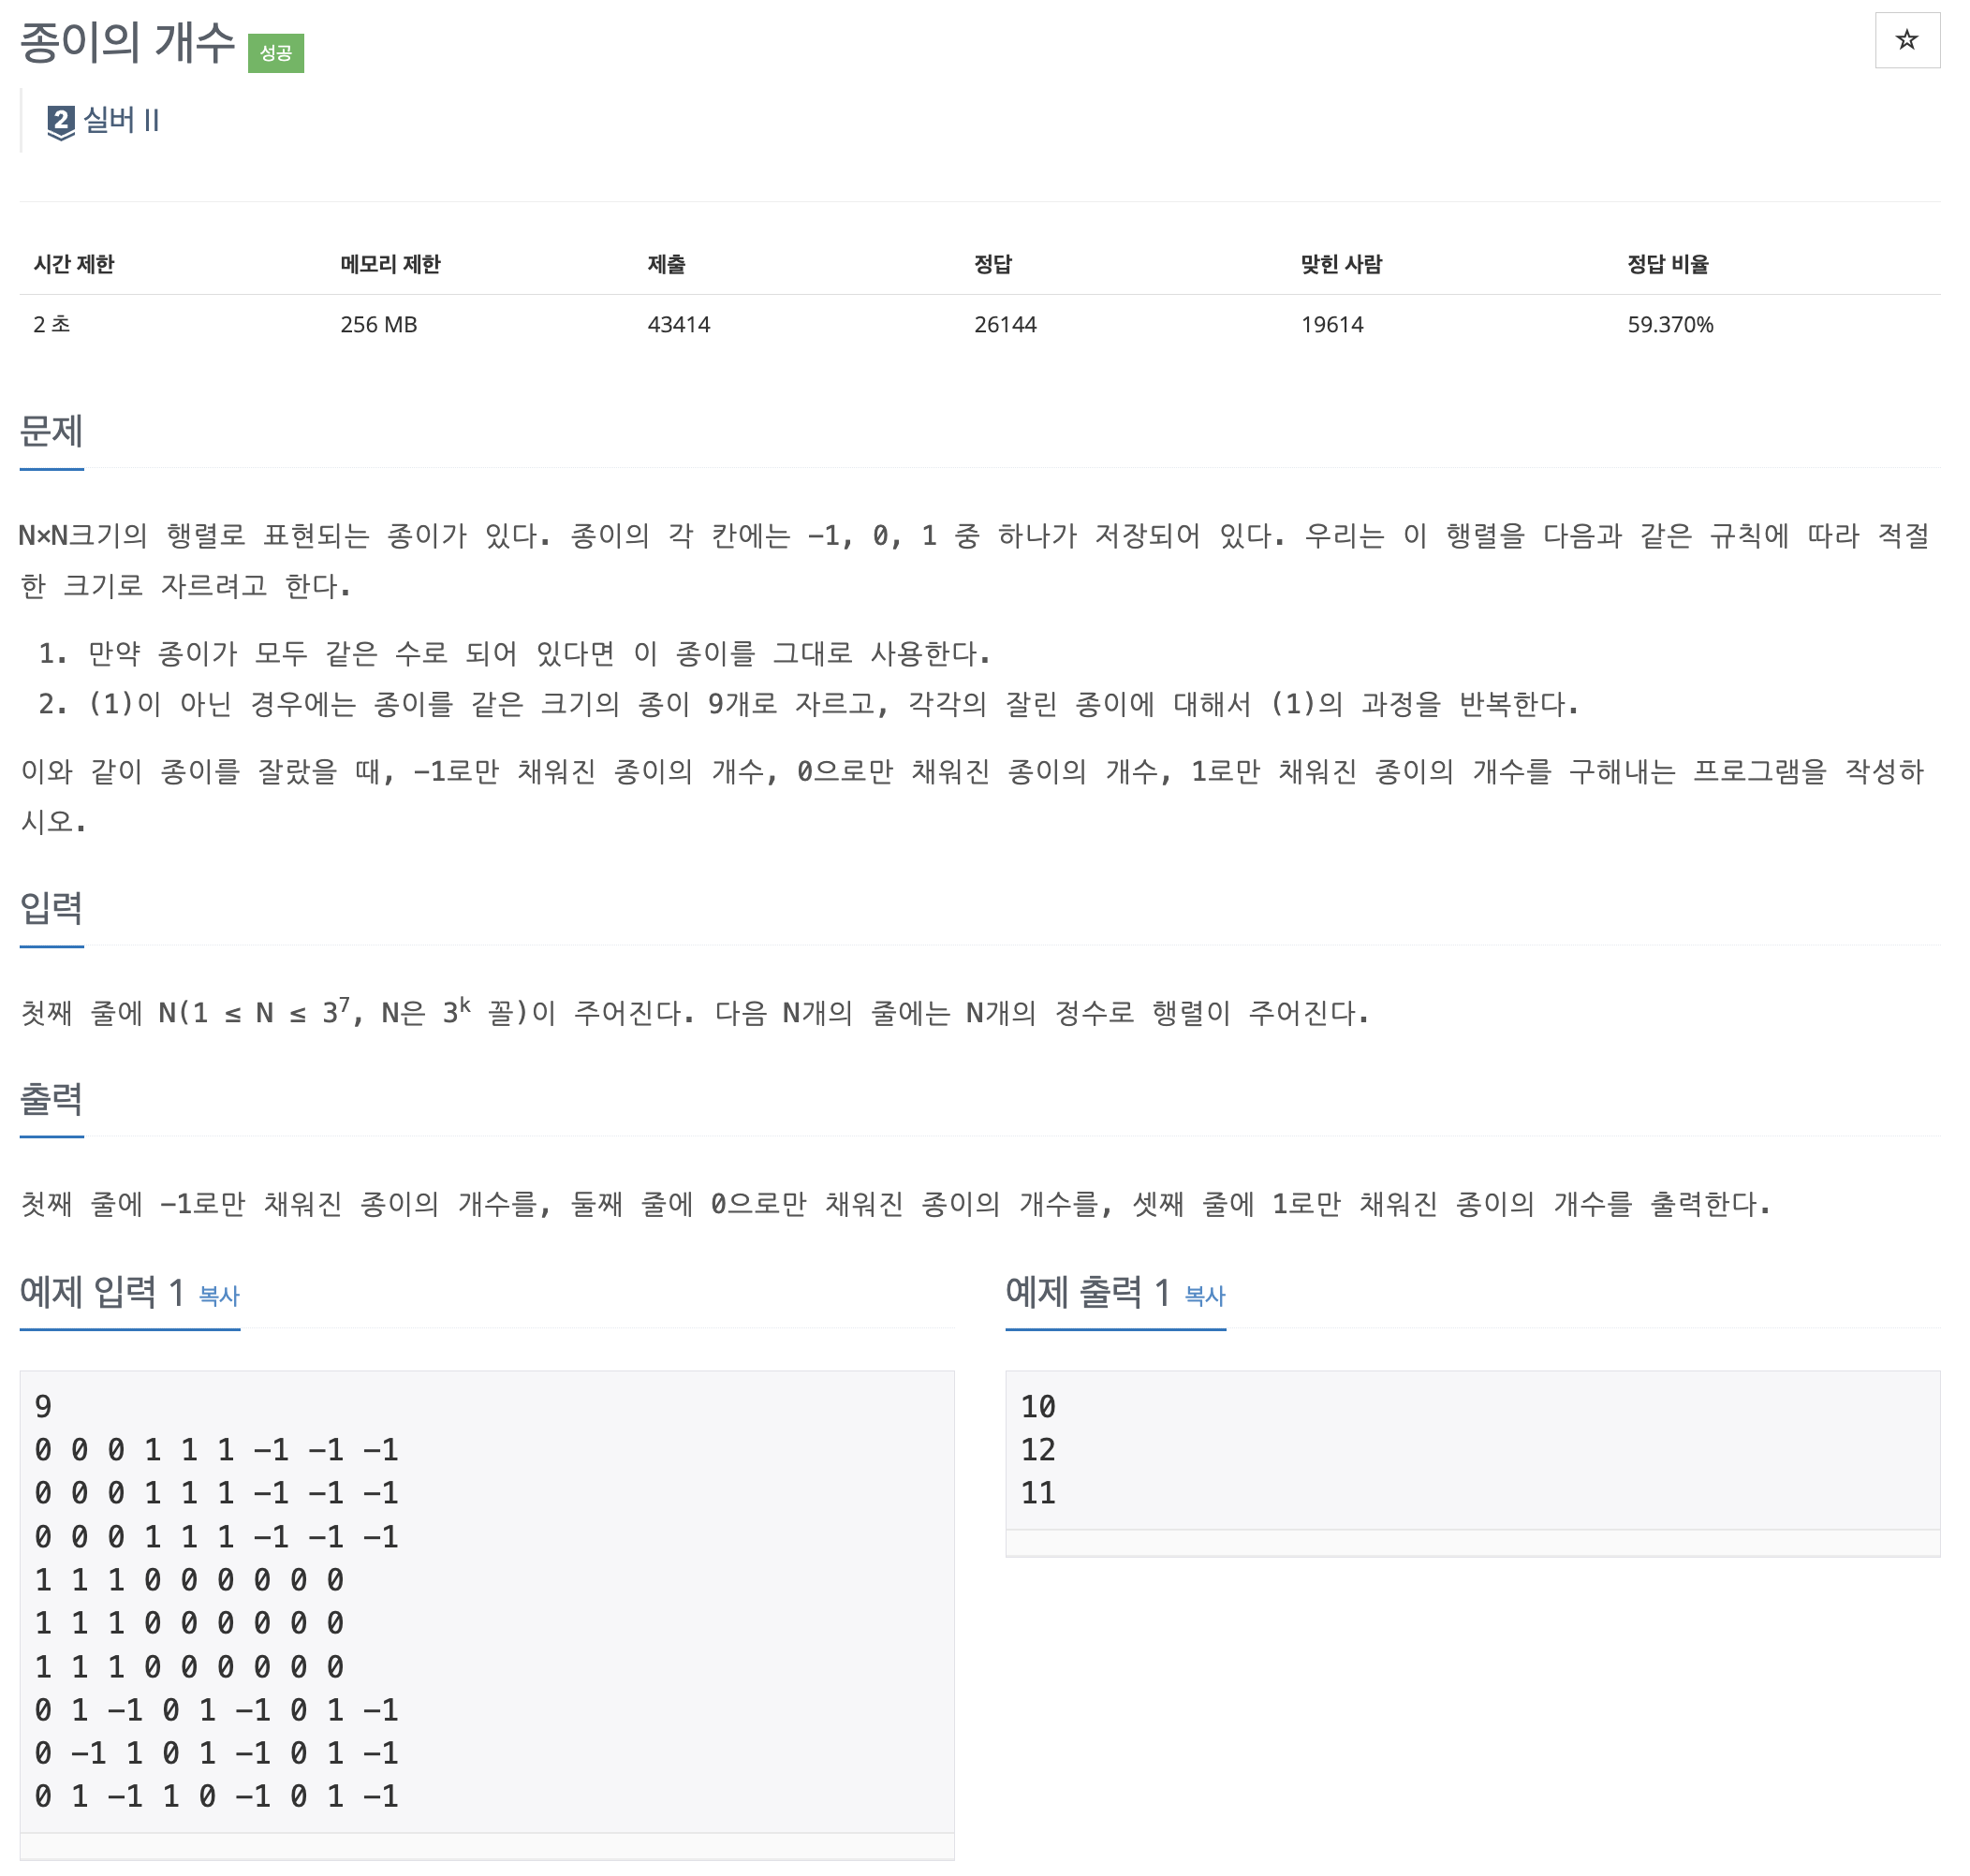 종이의 개수 성공
☆
2 실버 II
시간 제한 메모리 제한 제출 정답 맞힌 사람 정답 비율
2 초 256 MB 43414 26144 19614 59.370%
문제
N×N크기의 행렬로 표현되는 종이가 있다. 종이의 각 칸에는 -1, 0, 1 중 하나가 저장되어 있다. 우리는 이 행렬을 다음과 같은 규칙에 따라 적절
한 크기로 자르려고 한다.
1. 만약 종이가 모두 같은 수로 되어 있다면 이 종이를 그대로 사용한다.
2. (1)이 아닌 경우에는 종이를 같은 크기의 종이 9개로 자르고, 각각의 잘린 종이에 대해서 (1)의 과정을 반복한다.
이와 같이 종이를 잘랐을 때, -1로만 채워진 종이의 개수, 0으로만 채워진 종이의 개수, 1로만 채워진 종이의 개수를 구해내는 프로그램을 작성하
시오.
입력
첫째 줄에 N(1 ≤ N ≤ 3⁷, N은 3ᵏ 꼴)이 주어진다. 다음 N개의 줄에는 N개의 정수로 행렬이 주어진다.
출력
첫째 줄에 -1로만 채워진 종이의 개수를, 둘째 줄에 0으로만 채워진 종이의 개수를, 셋째 줄에 1로만 채워진 종이의 개수를 출력한다.
예제 입력 1 복사
9
0 0 0 1 1 1 -1 -1 -1
0 0 0 1 1 1 -1 -1 -1
0 0 0 1 1 1 -1 -1 -1
1 1 1 0 0 0 0 0 0
1 1 1 0 0 0 0 0 0
1 1 1 0 0 0 0 0 0
0 1 -1 0 1 -1 0 1 -1
0 -1 1 0 1 -1 0 1 -1
0 1 -1 1 0 -1 0 1 -1
예제 출력 1 복사
10
12
11